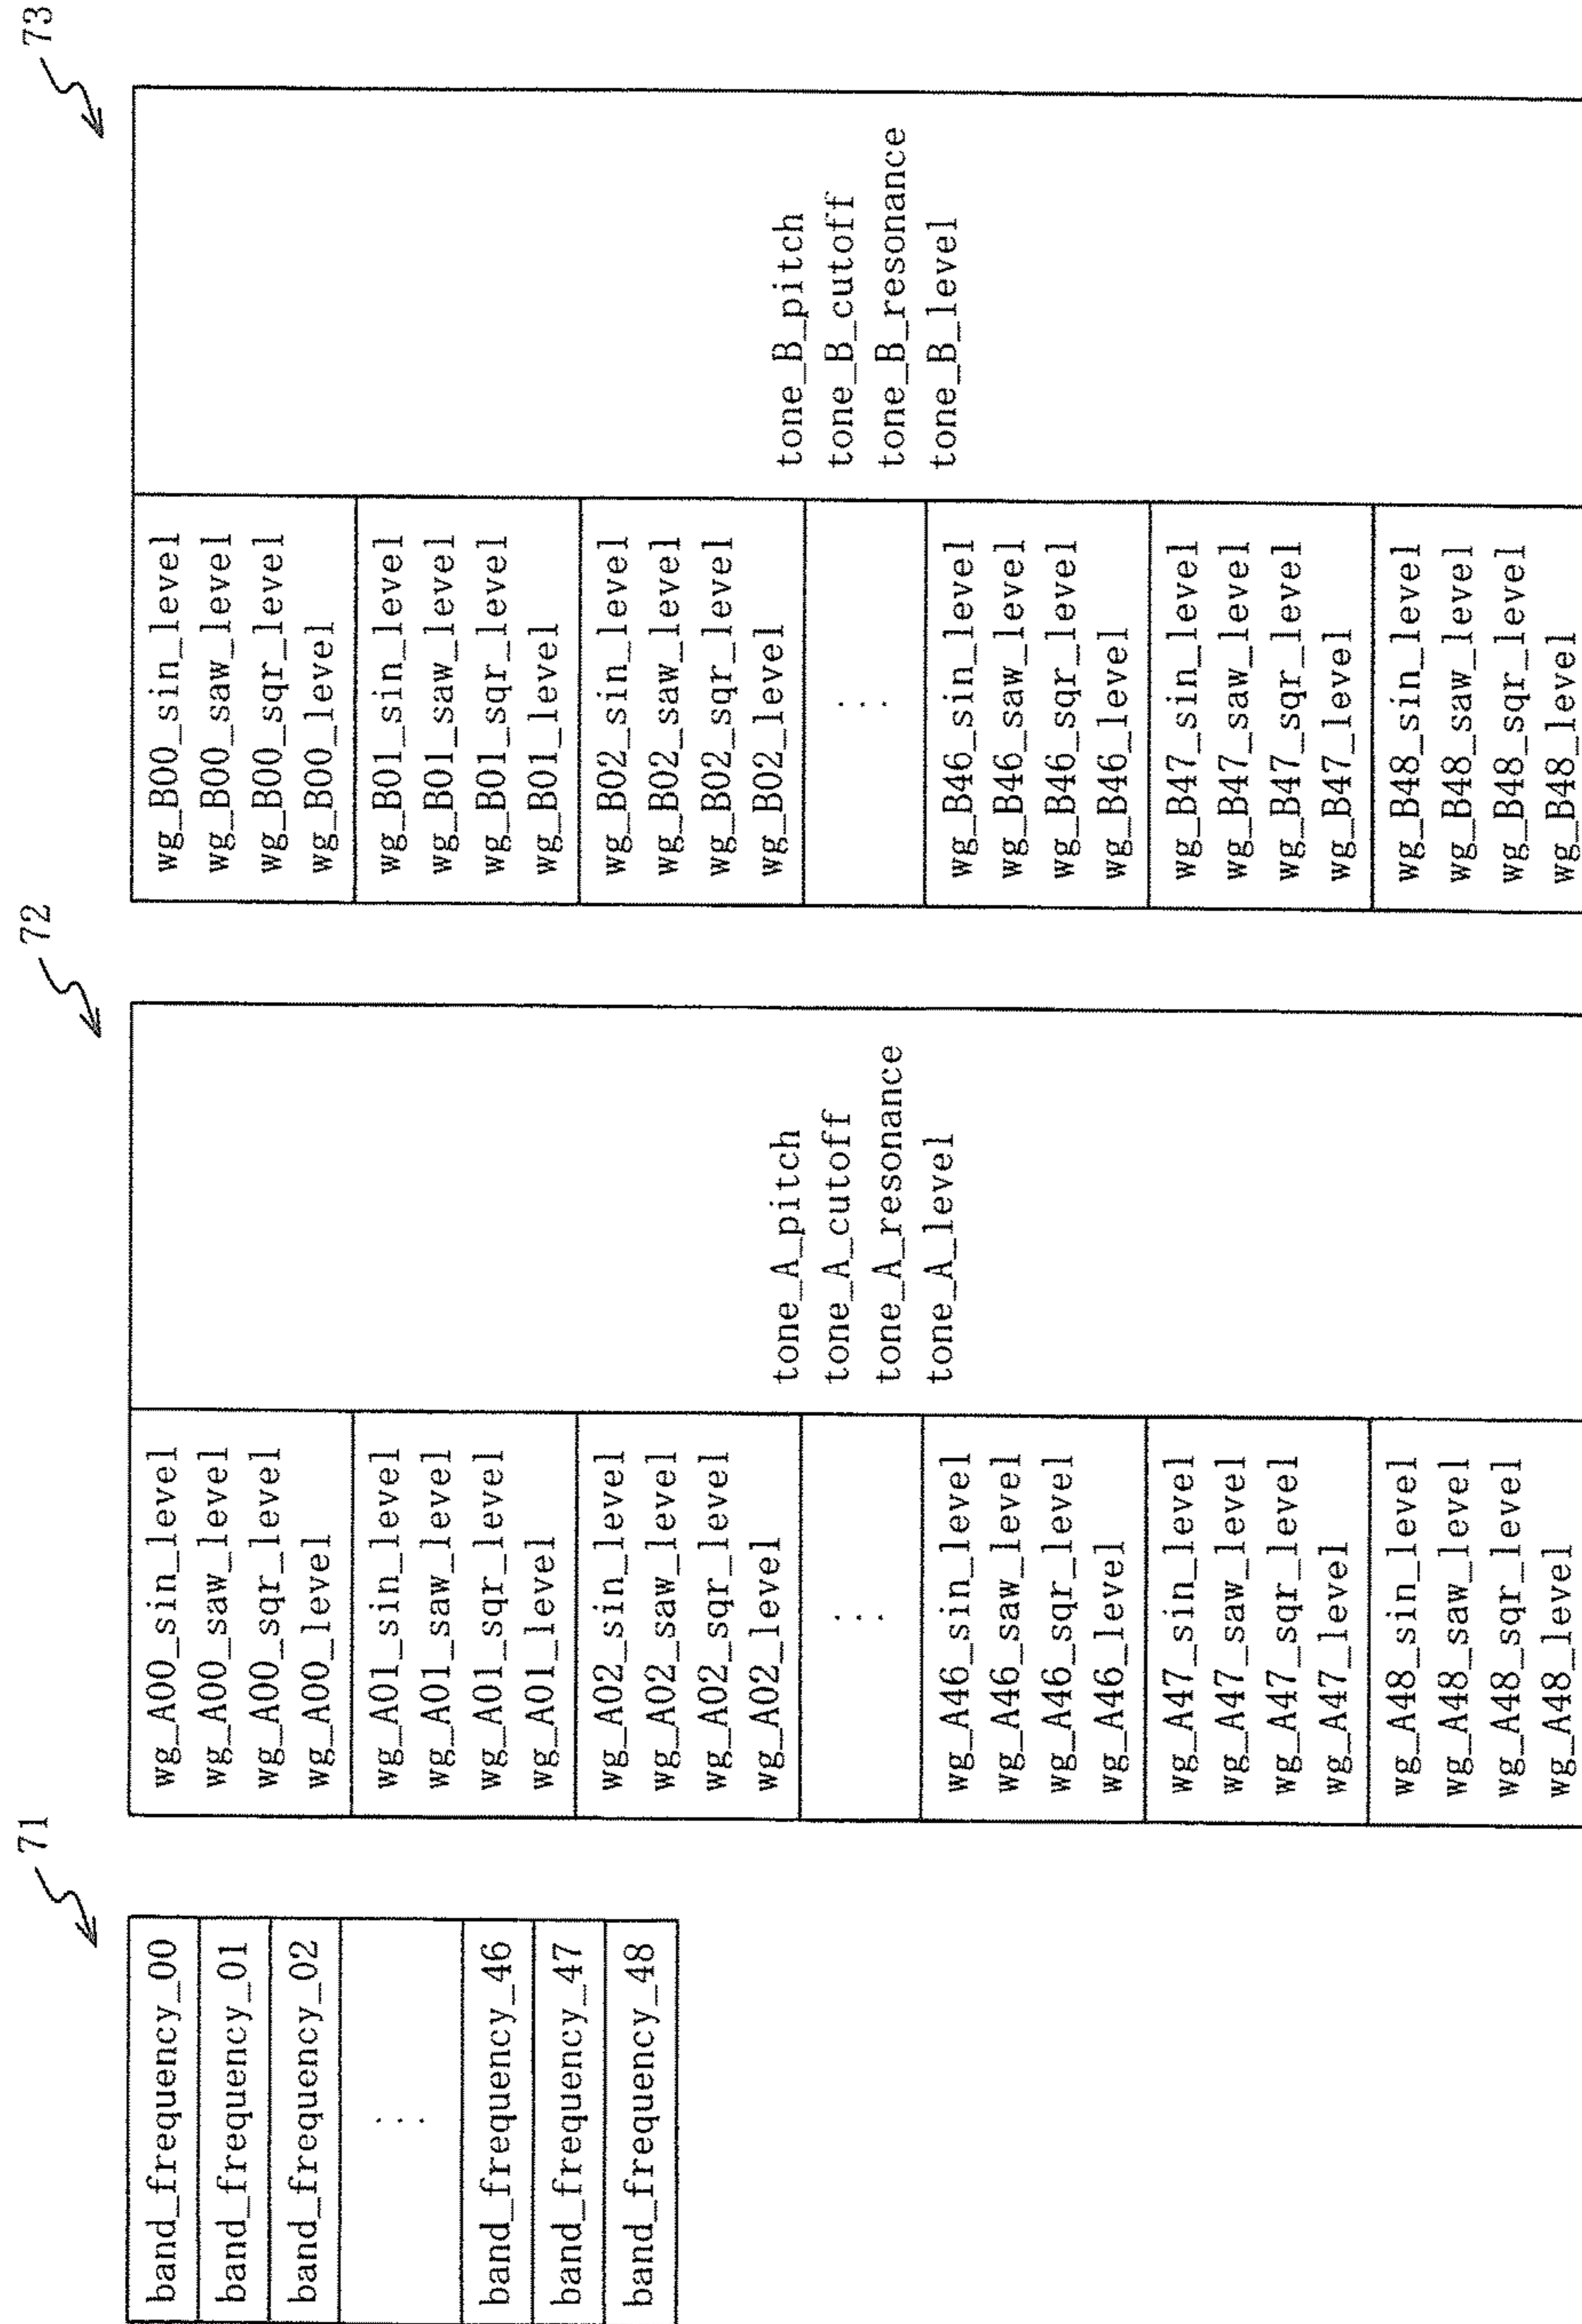 71
band_frequency_00
band_frequency_01
band_frequency_02
...
band_frequency_46
band_frequency_47
band_frequency_48
72
wg_A00_sin_level
wg_A00_saw_level
wg_A00_sqr_level
wg_A00_level
wg_A01_sin_level
wg_A01_saw_level
wg_A01_sqr_level
wg_A01_level
wg_A02_sin_level
wg_A02_saw_level
wg_A02_sqr_level
wg_A02_level
...
wg_A46_sin_level
wg_A46_saw_level
wg_A46_sqr_level
wg_A46_level
wg_A47_sin_level
wg_A47_saw_level
wg_A47_sqr_level
wg_A47_level
wg_A48_sin_level
wg_A48_saw_level
wg_A48_sqr_level
wg_A48_level
tone_A_pitch
tone_A_cutoff
tone_A_resonance
tone_A_level
73
wg_B00_sin_level
wg_B00_saw_level
wg_B00_sqr_level
wg_B00_level
wg_B01_sin_level
wg_B01_saw_level
wg_B01_sqr_level
wg_B01_level
wg_B02_sin_level
wg_B02_saw_level
wg_B02_sqr_level
wg_B02_level
...
wg_B46_sin_level
wg_B46_saw_level
wg_B46_sqr_level
wg_B46_level
wg_B47_sin_level
wg_B47_saw_level
wg_B47_sqr_level
wg_B47_level
wg_B48_sin_level
wg_B48_saw_level
wg_B48_sqr_level
wg_B48_level
tone_B_pitch
tone_B_cutoff
tone_B_resonance
tone_B_level